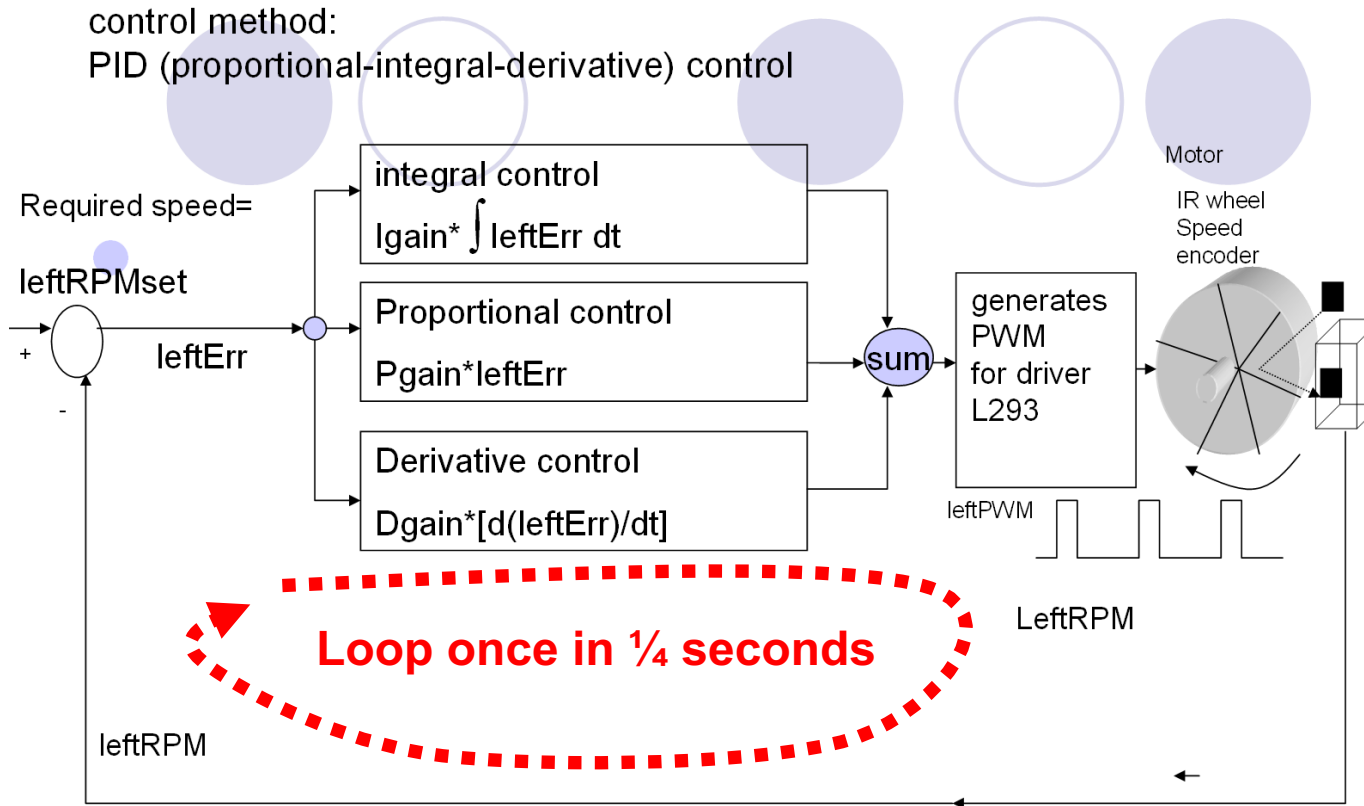 control method:
PID (proportional-integral-derivative) control
Required speed=
leftRPMset
+
-
leftErr
integral control
Igain* ∫ leftErr dt
Proportional control
Pgain*leftErr
Derivative control
Dgain*[d(leftErr)/dt]
sum
generates
PWM
for driver
L293
Motor
IR wheel
Speed
encoder
leftPWM
LeftRPM
Loop once in ¼ seconds
leftRPM